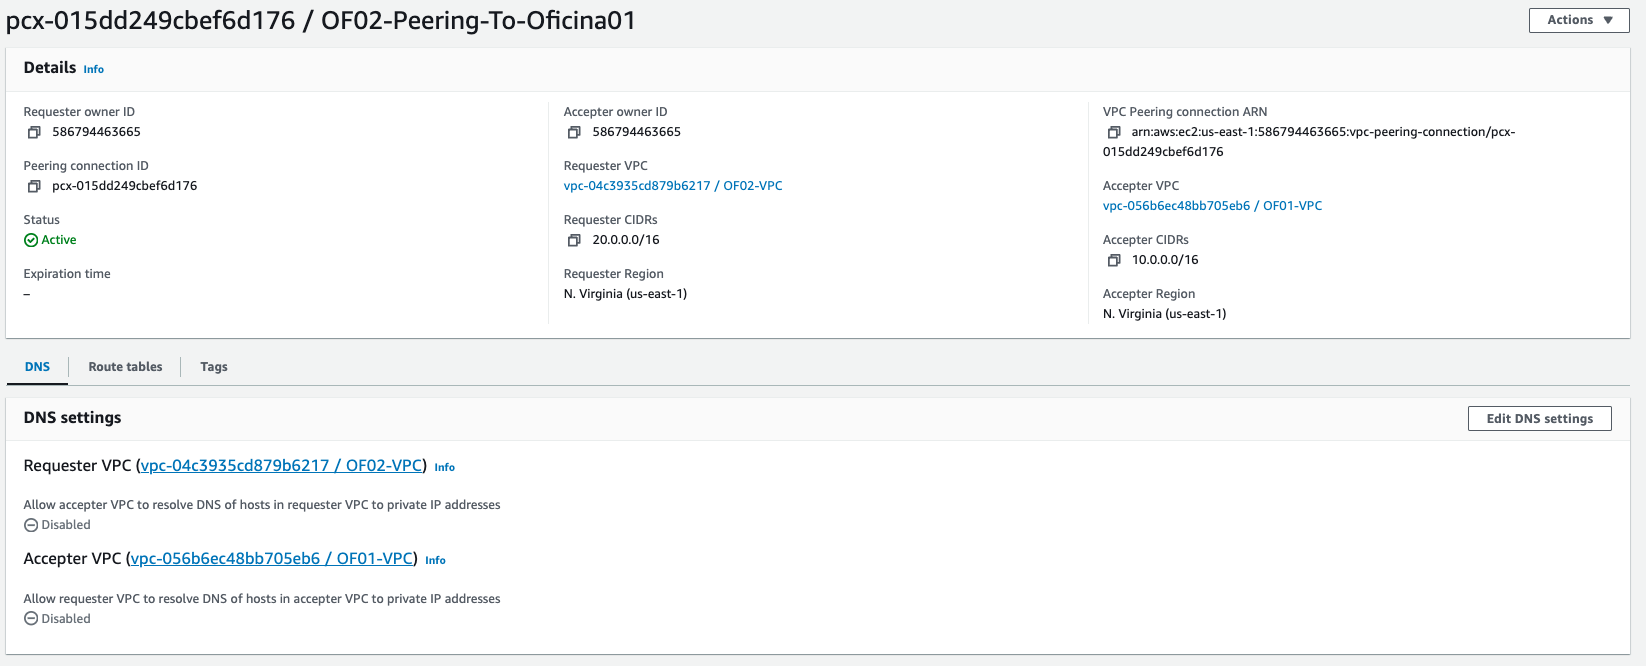 pcx-015dd249cbef6d176 / OF02-Peering-To-Oficina01
Actions ▼
Details Info
Requester owner ID
586794463665
Peering connection ID
pcx-015dd249cbef6d176
Status
Active
Expiration time
–
Accepter owner ID
586794463665
Requester VPC
vpc-04c3935cd879b6217 / OF02-VPC
Requester CIDRs
20.0.0.0/16
Requester Region
N. Virginia (us-east-1)
VPC Peering connection ARN
arn:aws:ec2:us-east-1:586794463665:vpc-peering-connection/pcx-
015dd249cbef6d176
Accepter VPC
vpc-056b6ec48bb705eb6 / OF01-VPC
Accepter CIDRs
10.0.0.0/16
Accepter Region
N. Virginia (us-east-1)
DNS
Route tables
Tags
DNS settings
Edit DNS settings
Requester VPC (vpc-04c3935cd879b6217 / OF02-VPC) Info
Allow accepter VPC to resolve DNS of hosts in requester VPC to private IP addresses
Disabled
Accepter VPC (vpc-056b6ec48bb705eb6 / OF01-VPC) Info
Allow requester VPC to resolve DNS of hosts in accepter VPC to private IP addresses
Disabled